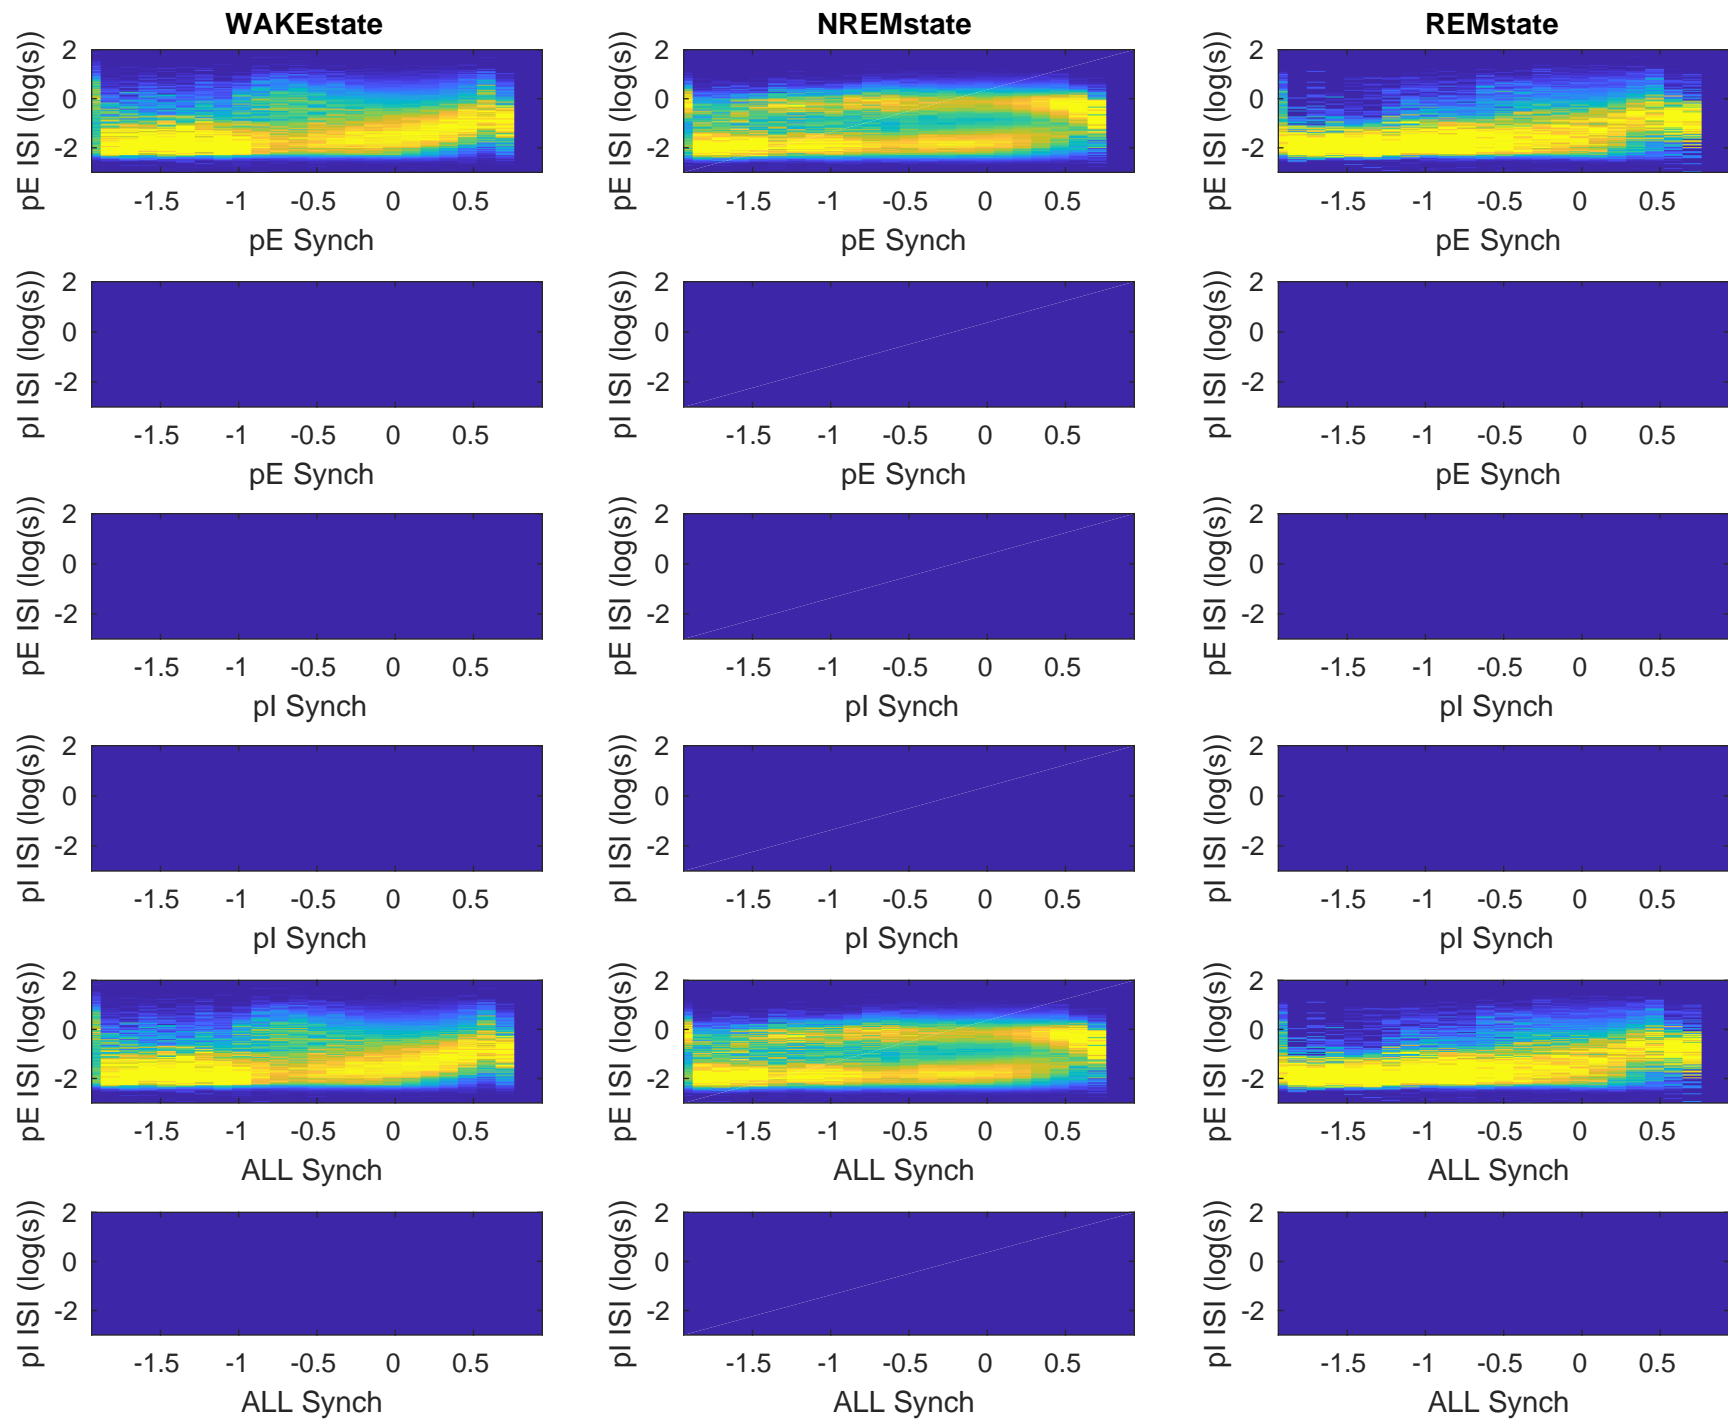 WAKEstate NREMstate REMstate
pE ISI (log(s)) 2 0 -2 pE ISI (log(s)) 2 0 -2 pE ISI (log(s)) 2 0 -2
-1.5 -1 -0.5 0 0.5 -1.5 -1 -0.5 0 0.5 -1.5 -1 -0.5 0 0.5
pE Synch pE Synch pE Synch
pI ISI (log(s)) 2 0 -2 pI ISI (log(s)) 2 0 -2 pI ISI (log(s)) 2 0 -2
-1.5 -1 -0.5 0 0.5 -1.5 -1 -0.5 0 0.5 -1.5 -1 -0.5 0 0.5
pE Synch pE Synch pE Synch
pE ISI (log(s)) 2 0 -2 pE ISI (log(s)) 2 0 -2 pE ISI (log(s)) 2 0 -2
-1.5 -1 -0.5 0 0.5 -1.5 -1 -0.5 0 0.5 -1.5 -1 -0.5 0 0.5
pI Synch pI Synch pI Synch
pI ISI (log(s)) 2 0 -2 pI ISI (log(s)) 2 0 -2 pI ISI (log(s)) 2 0 -2
-1.5 -1 -0.5 0 0.5 -1.5 -1 -0.5 0 0.5 -1.5 -1 -0.5 0 0.5
pI Synch pI Synch pI Synch
pE ISI (log(s)) 2 0 -2 pE ISI (log(s)) 2 0 -2 pE ISI (log(s)) 2 0 -2
-1.5 -1 -0.5 0 0.5 -1.5 -1 -0.5 0 0.5 -1.5 -1 -0.5 0 0.5
ALL Synch ALL Synch ALL Synch
pI ISI (log(s)) 2 0 -2 pI ISI (log(s)) 2 0 -2 pI ISI (log(s)) 2 0 -2
-1.5 -1 -0.5 0 0.5 -1.5 -1 -0.5 0 0.5 -1.5 -1 -0.5 0 0.5
ALL Synch ALL Synch ALL Synch